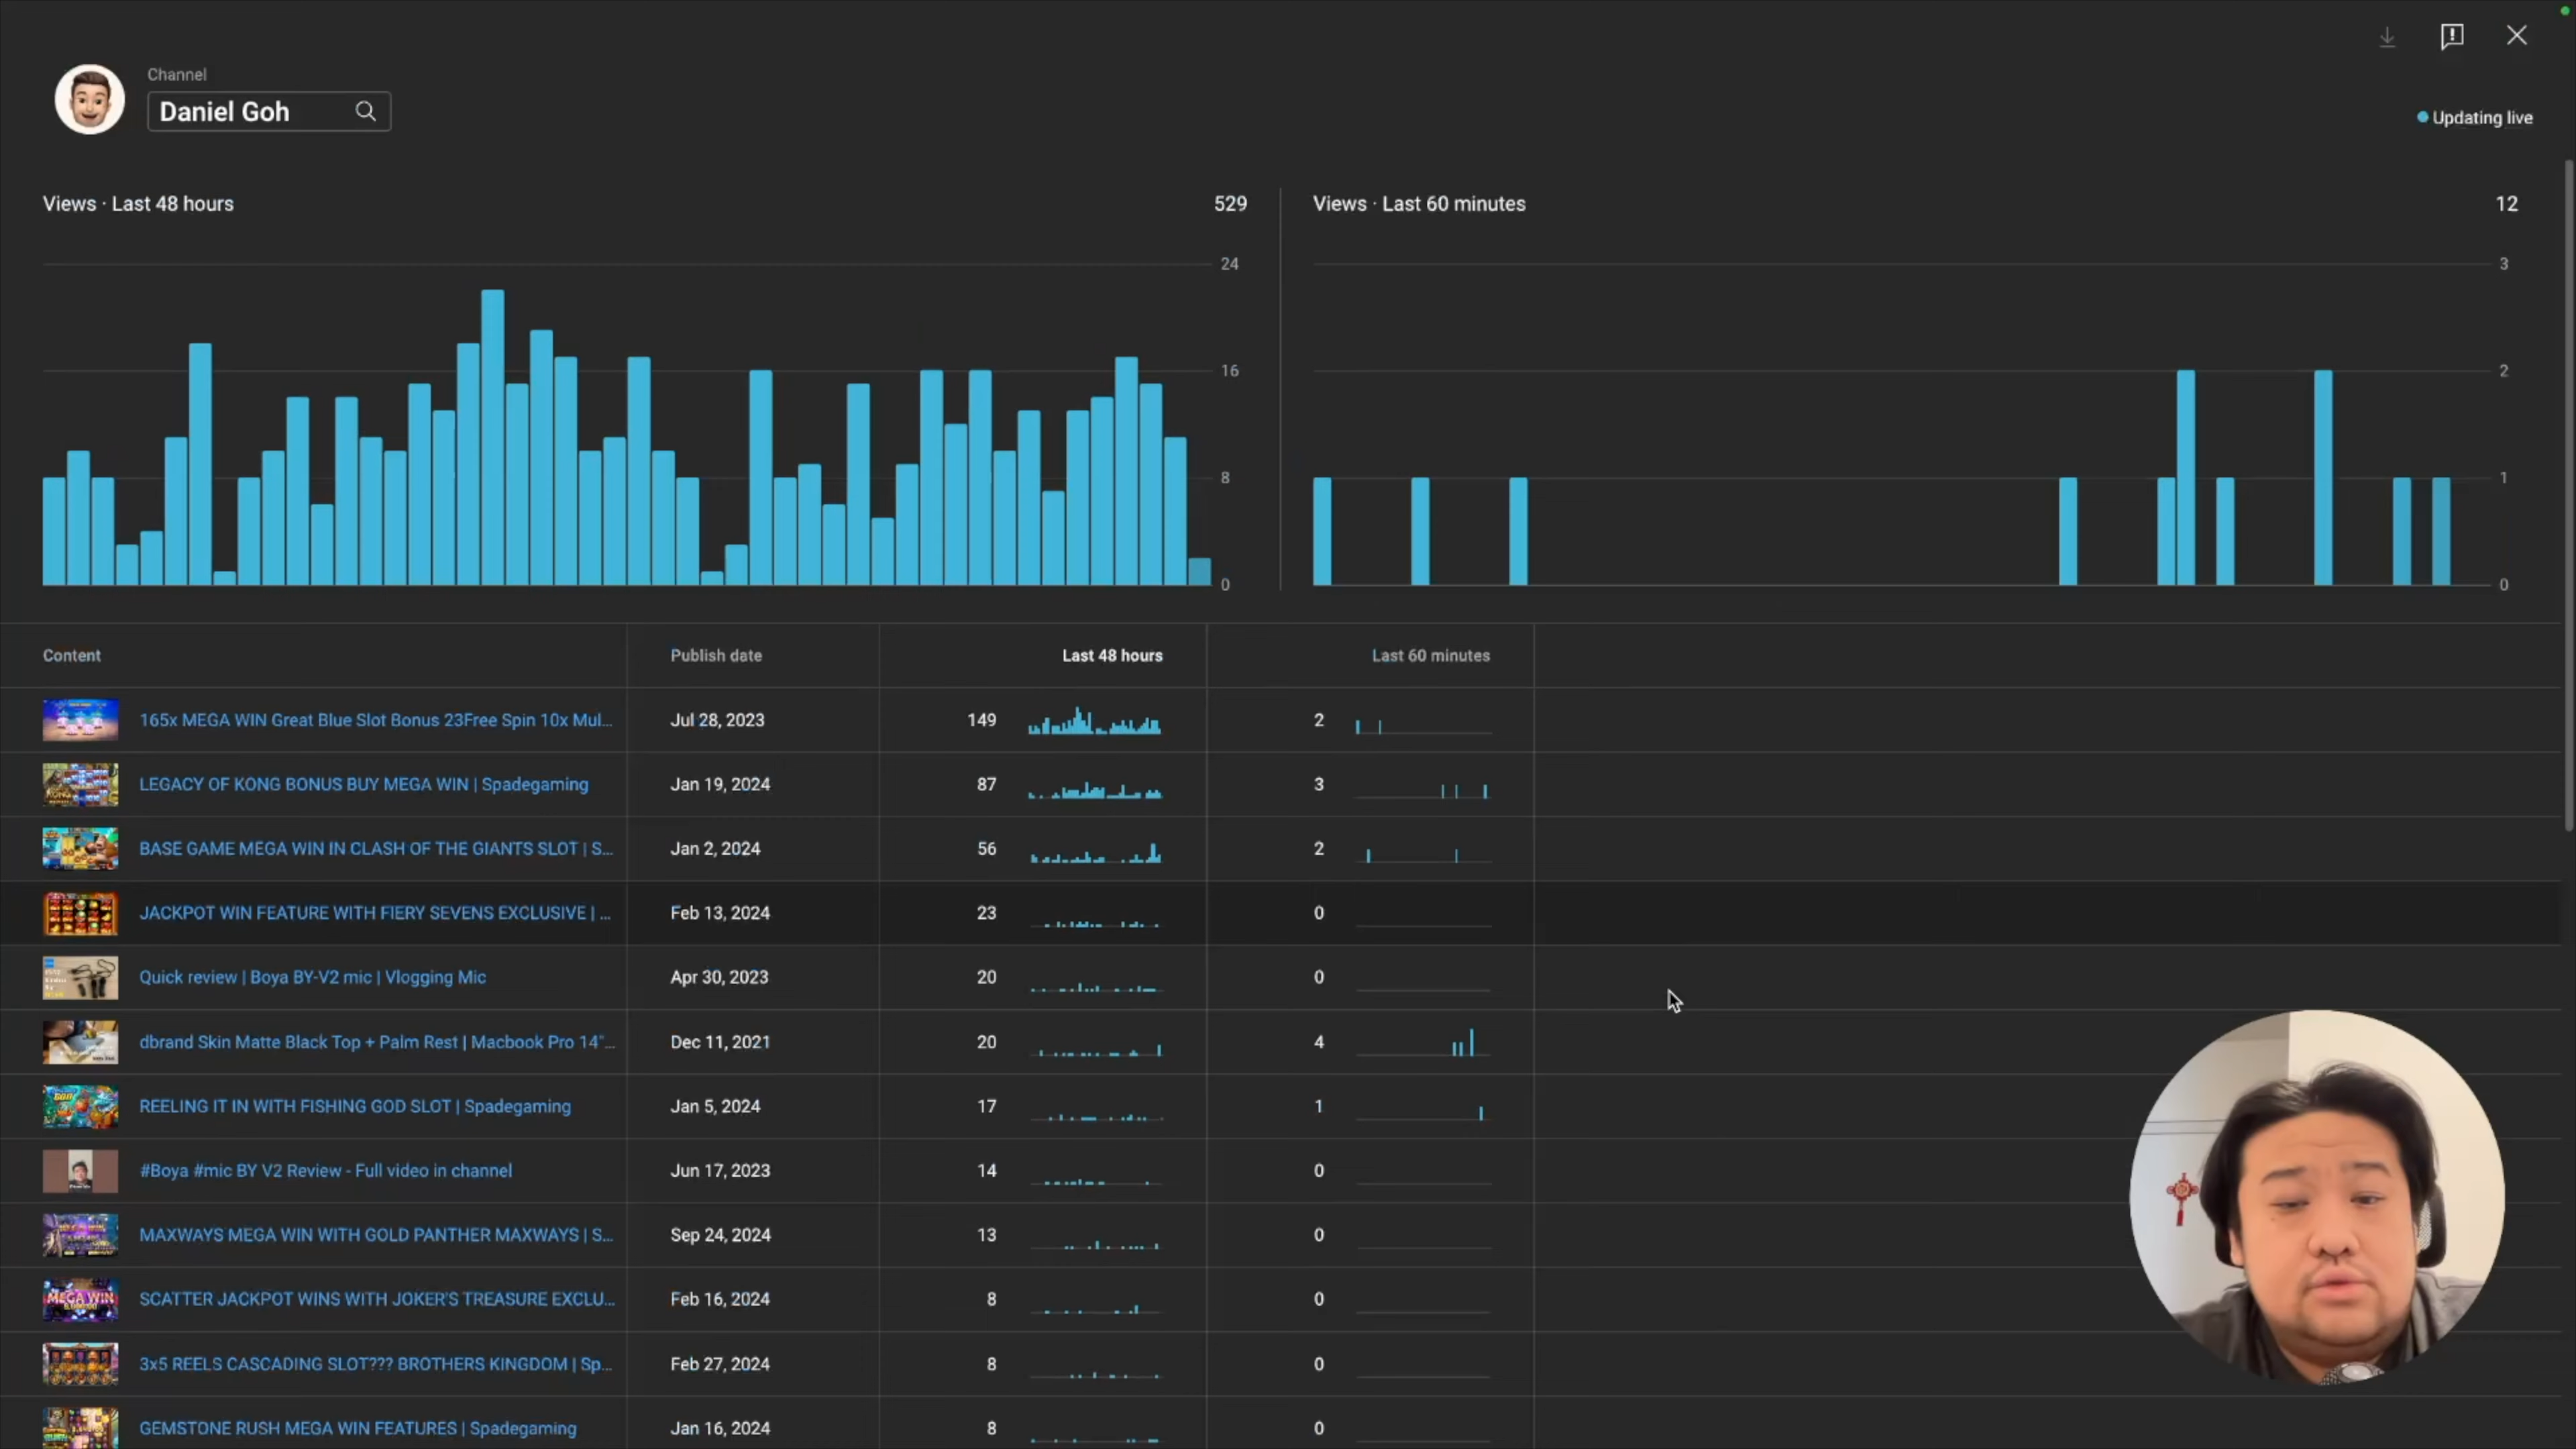 Channel
Daniel Goh
Updating live
Views · Last 48 hours
529
Views · Last 60 minutes
12
24
16
8
0
3
2
1
0
Content
Publish date
Last 48 hours
Last 60 minutes
165x MEGA WIN Great Blue Slot Bonus 23Free Spin 10x Mul... Jul 28, 2023 149 2
LEGACY OF KONG BONUS BUY MEGA WIN | Spadegaming Jan 19, 2024 87 3
BASE GAME MEGA WIN IN CLASH OF THE GIANTS SLOT | S... Jan 2, 2024 56 2
JACKPOT WIN FEATURE WITH FIERY SEVENS EXCLUSIVE | ... Feb 13, 2024 23 0
Quick review | Boya BY-V2 mic | Vlogging Mic Apr 30, 2023 20 0
dbrand Skin Matte Black Top + Palm Rest | Macbook Pro 14"... Dec 11, 2021 20 4
REELING IT IN WITH FISHING GOD SLOT | Spadegaming Jan 5, 2024 17 1
#Boya #mic BY V2 Review - Full video in channel Jun 17, 2023 14 0
MAXWAYS MEGA WIN WITH GOLD PANTHER MAXWAYS | S... Sep 24, 2024 13 0
MEGA WIN
SCATTER JACKPOT WINS WITH JOKER'S TREASURE EXCLU... Feb 16, 2024 8 0
3x5 REELS CASCADING SLOT??? BROTHERS KINGDOM | Sp... Feb 27, 2024 8 0
GEMSTONE RUSH MEGA WIN FEATURES | Spadegaming Jan 16, 2024 8 0